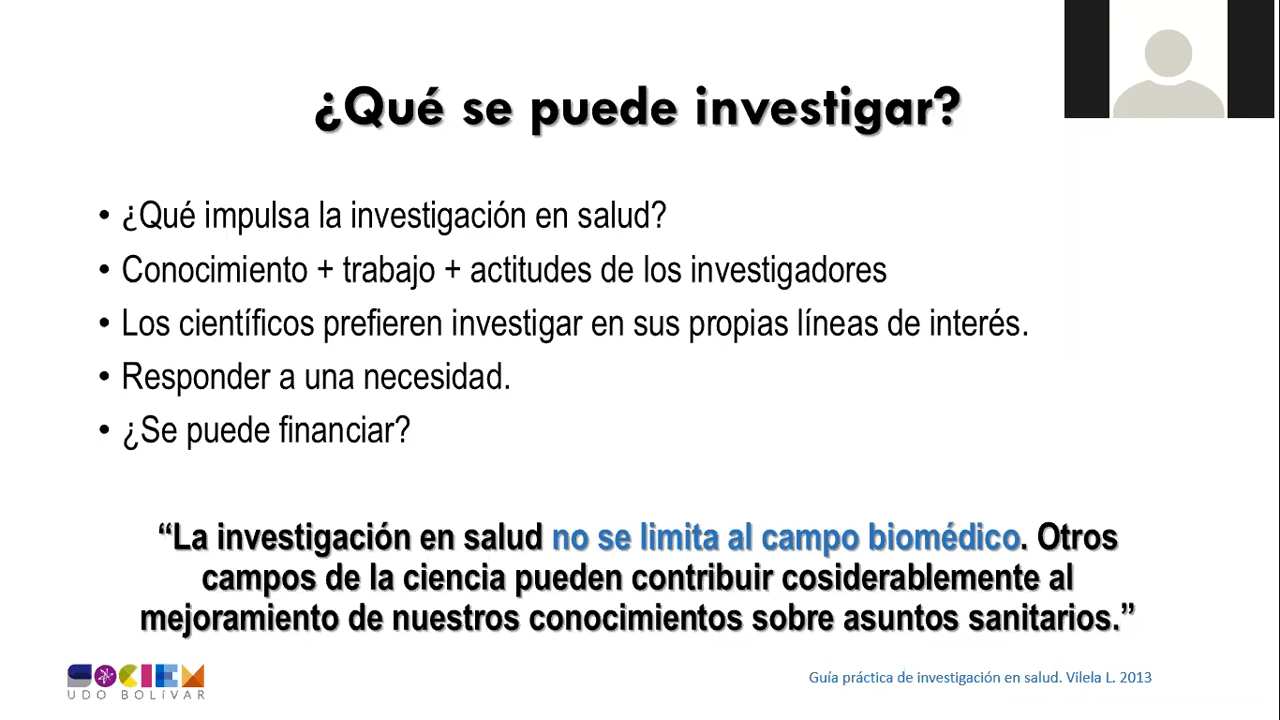 ¿Qué se puede investigar?
• ¿Qué impulsa la investigación en salud?
• Conocimiento + trabajo + actitudes de los investigadores
• Los científicos prefieren investigar en sus propias líneas de interés.
• Responder a una necesidad.
• ¿Se puede financiar?
“La investigación en salud no se limita al campo biomédico. Otros
campos de la ciencia pueden contribuir cosiderablemente al
mejoramiento de nuestros conocimientos sobre asuntos sanitarios.”
SOCIEM
UDO BOLÍVAR
Guía práctica de investigación en salud. Vilela L. 2013